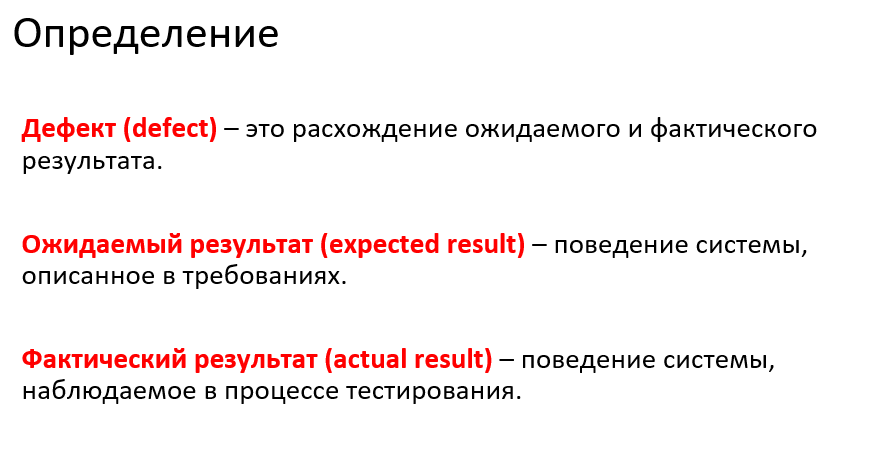 Определение
Дефект (defect) – это расхождение ожидаемого и фактического
результата.
Ожидаемый результат (expected result) – поведение системы,
описанное в требованиях.
Фактический результат (actual result) – поведение системы,
наблюдаемое в процессе тестирования.